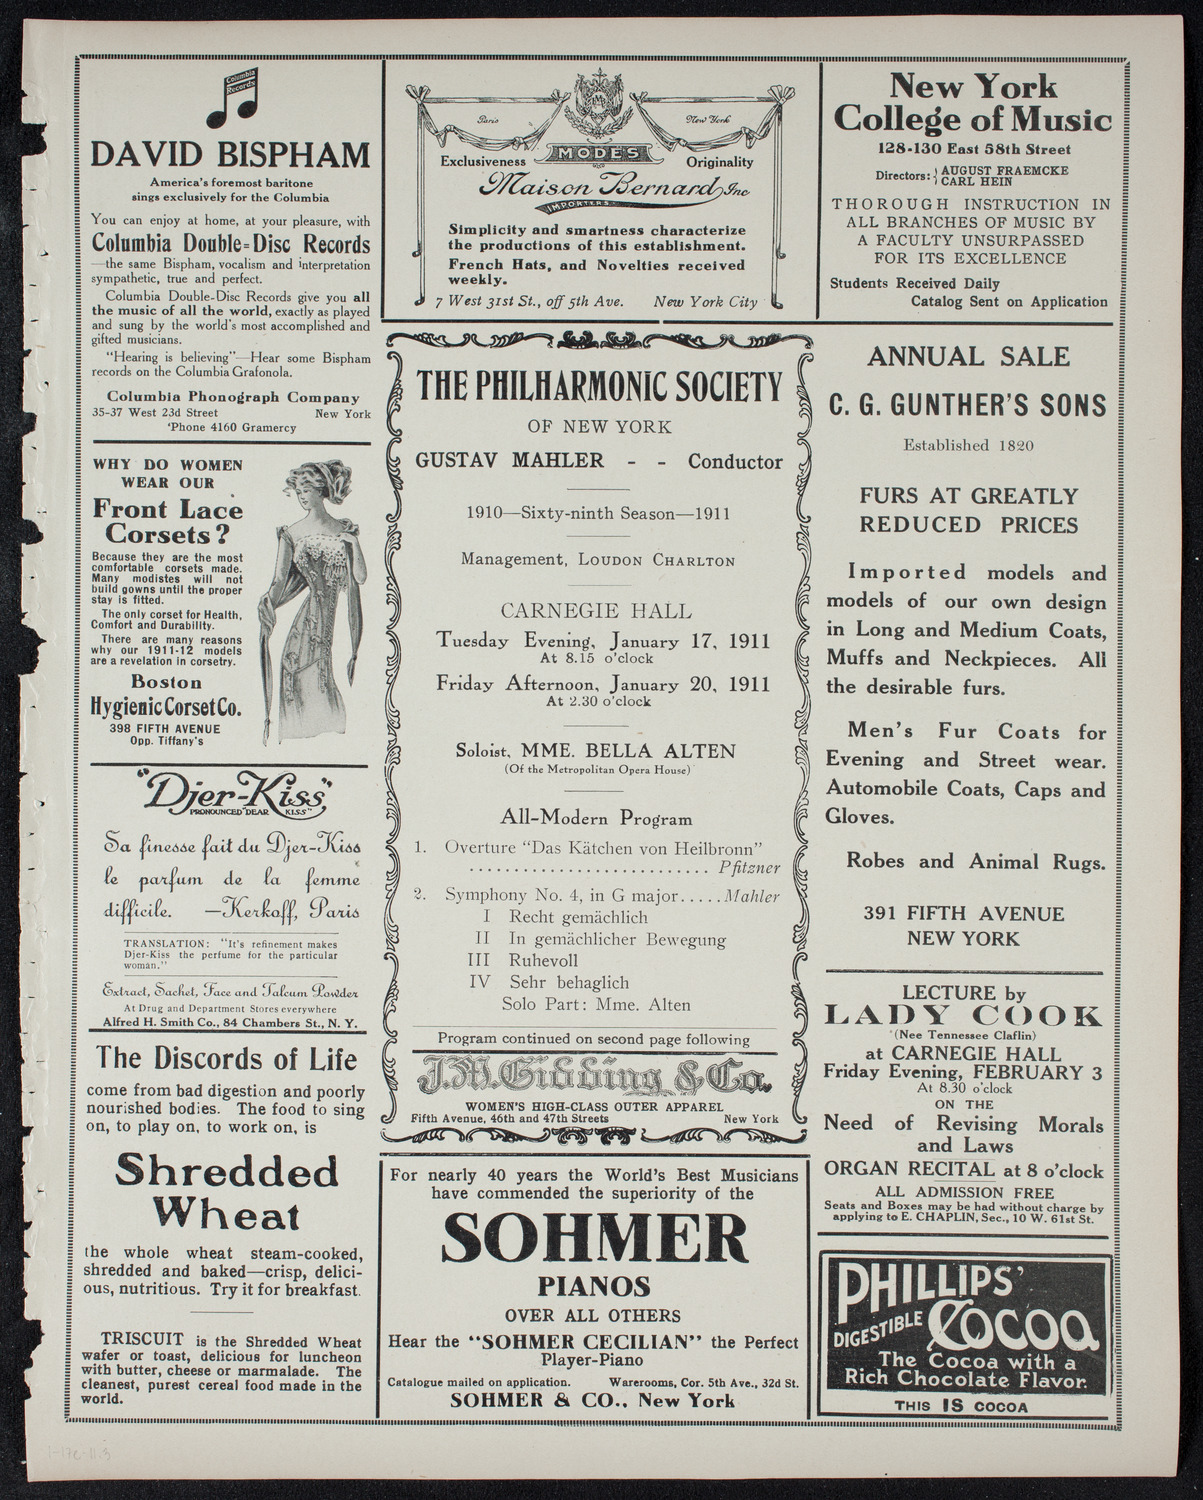 Columbia
Records
DAVID BISPHAM
America's foremost baritone
sings exclusively for the Columbia
You can enjoy at home, at your pleasure, with
Columbia Double=Disc Records
—the same Bispham, vocalism and interpretation
sympathetic, true and perfect.
Columbia Double-Disc Records give you all
the music of all the world, exactly as played
and sung by the world's most accomplished and
gifted musicians.
"Hearing is believing"—Hear some Bispham
records on the Columbia Grafonola.
Columbia Phonograph Company
35-37 West 23d Street New York
'Phone 4160 Gramercy
WHY DO WOMEN
WEAR OUR
Front Lace
Corsets?
Because they are the most
comfortable corsets made.
Many modistes will not
build gowns until the proper
stay is fitted.
The only corset for Health,
Comfort and Durability.
There are many reasons
why our 1911-12 models
are a revelation in corsetry.
Boston
Hygienic Corset Co.
398 FIFTH AVENUE
Opp. Tiffany's
"Djer-Kiss"
PRONOUNCED "DEAR KISS"
Sa finesse fait du Djer-Kiss
le parfum de la femme
difficile. —Kerkoff, Paris
TRANSLATION: "It's refinement makes
Djer-Kiss the perfume for the particular
woman."
Extract, Sachet, Face and Talcum Powder
At Drug and Department Stores everywhere
Alfred H. Smith Co., 84 Chambers St., N. Y.
The Discords of Life
come from bad digestion and poorly
nourished bodies. The food to sing
on, to play on, to work on, is
Shredded
Wheat
the whole wheat steam-cooked,
shredded and baked—crisp, delici-
ous, nutritious. Try it for breakfast.
TRISCUIT is the Shredded Wheat
wafer or toast, delicious for luncheon
with butter, cheese or marmalade. The
cleanest, purest cereal food made in the
world.
Paris New York
Exclusiveness MODES Originality
Maison Bernard Inc
IMPORTERS.
Simplicity and smartness characterize
the productions of this establishment.
French Hats, and Novelties received
weekly.
7 West 31st St., off 5th Ave. New York City
THE PHILHARMONIC SOCIETY
OF NEW YORK
GUSTAV MAHLER - - Conductor
1910—Sixty-ninth Season—1911
Management, LOUDON CHARLTON
CARNEGIE HALL
Tuesday Evening, January 17, 1911
At 8.15 o'clock
Friday Afternoon, January 20, 1911
At 2.30 o'clock
Soloist, MME. BELLA ALTEN
(Of the Metropolitan Opera House)
All-Modern Program
1. Overture "Das Kätchen von Heilbronn"
.......................... Pfitzner
2. Symphony No. 4, in G major.....Mahler
I Recht gemächlich
II In gemächlicher Bewegung
III Ruhevoll
IV Sehr behaglich
Solo Part: Mme. Alten
Program continued on second page following
J.M. Gidding & Co.
WOMEN'S HIGH-CLASS OUTER APPAREL
Fifth Avenue, 46th and 47th Streets New York
For nearly 40 years the World's Best Musicians
have commended the superiority of the
SOHMER
PIANOS
OVER ALL OTHERS
Hear the "SOHMER CECILIAN" the Perfect
Player-Piano
Catalogue mailed on application. Warerooms, Cor. 5th Ave., 32d St.
SOHMER & CO., New York
New York
College of Music
128-130 East 58th Street
Directors: AUGUST FRAEMCKE
CARL HEIN
THOROUGH INSTRUCTION IN
ALL BRANCHES OF MUSIC BY
A FACULTY UNSURPASSED
FOR ITS EXCELLENCE
Students Received Daily
Catalog Sent on Application
ANNUAL SALE
C. G. GUNTHER'S SONS
Established 1820
FURS AT GREATLY
REDUCED PRICES
Imported models and
models of our own design
in Long and Medium Coats,
Muffs and Neckpieces. All
the desirable furs.
Men's Fur Coats for
Evening and Street wear.
Automobile Coats, Caps and
Gloves.
Robes and Animal Rugs.
391 FIFTH AVENUE
NEW YORK
LECTURE by
LADY COOK
(Nee Tennessee Claflin)
at CARNEGIE HALL
Friday Evening, FEBRUARY 3
At 8.30 o'clock
ON THE
Need of Revising Morals
and Laws
ORGAN RECITAL at 8 o'clock
ALL ADMISSION FREE
Seats and Boxes may be had without charge by
applying to E. CHAPLIN, Sec., 10 W. 61st St.
PHILLIPS'
DIGESTIBLE COCOA
The Cocoa with a
Rich Chocolate Flavor.
THIS IS COCOA
1-17e-11.3